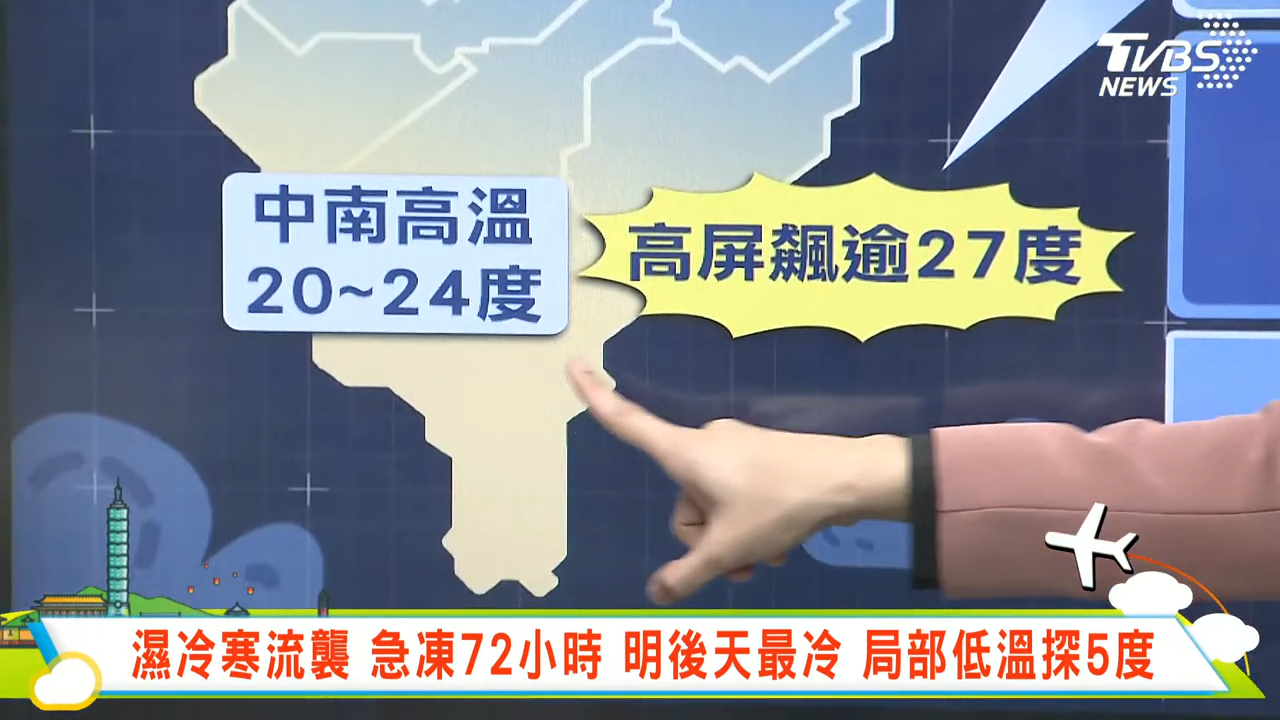 TVBS
NEWS
中南高溫
20~24度
高屏飆逾27度
濕冷寒流襲 急凍72小時 明後天最冷 局部低溫探5度